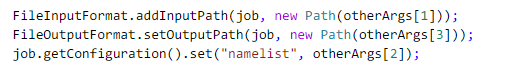 FileInputFormat.addInputPath(job, new Path(otherArgs[1]));
FileOutputFormat.setOutputPath(job, new Path(otherArgs[3]));
job.getConfiguration().set("namelist", otherArgs[2]);